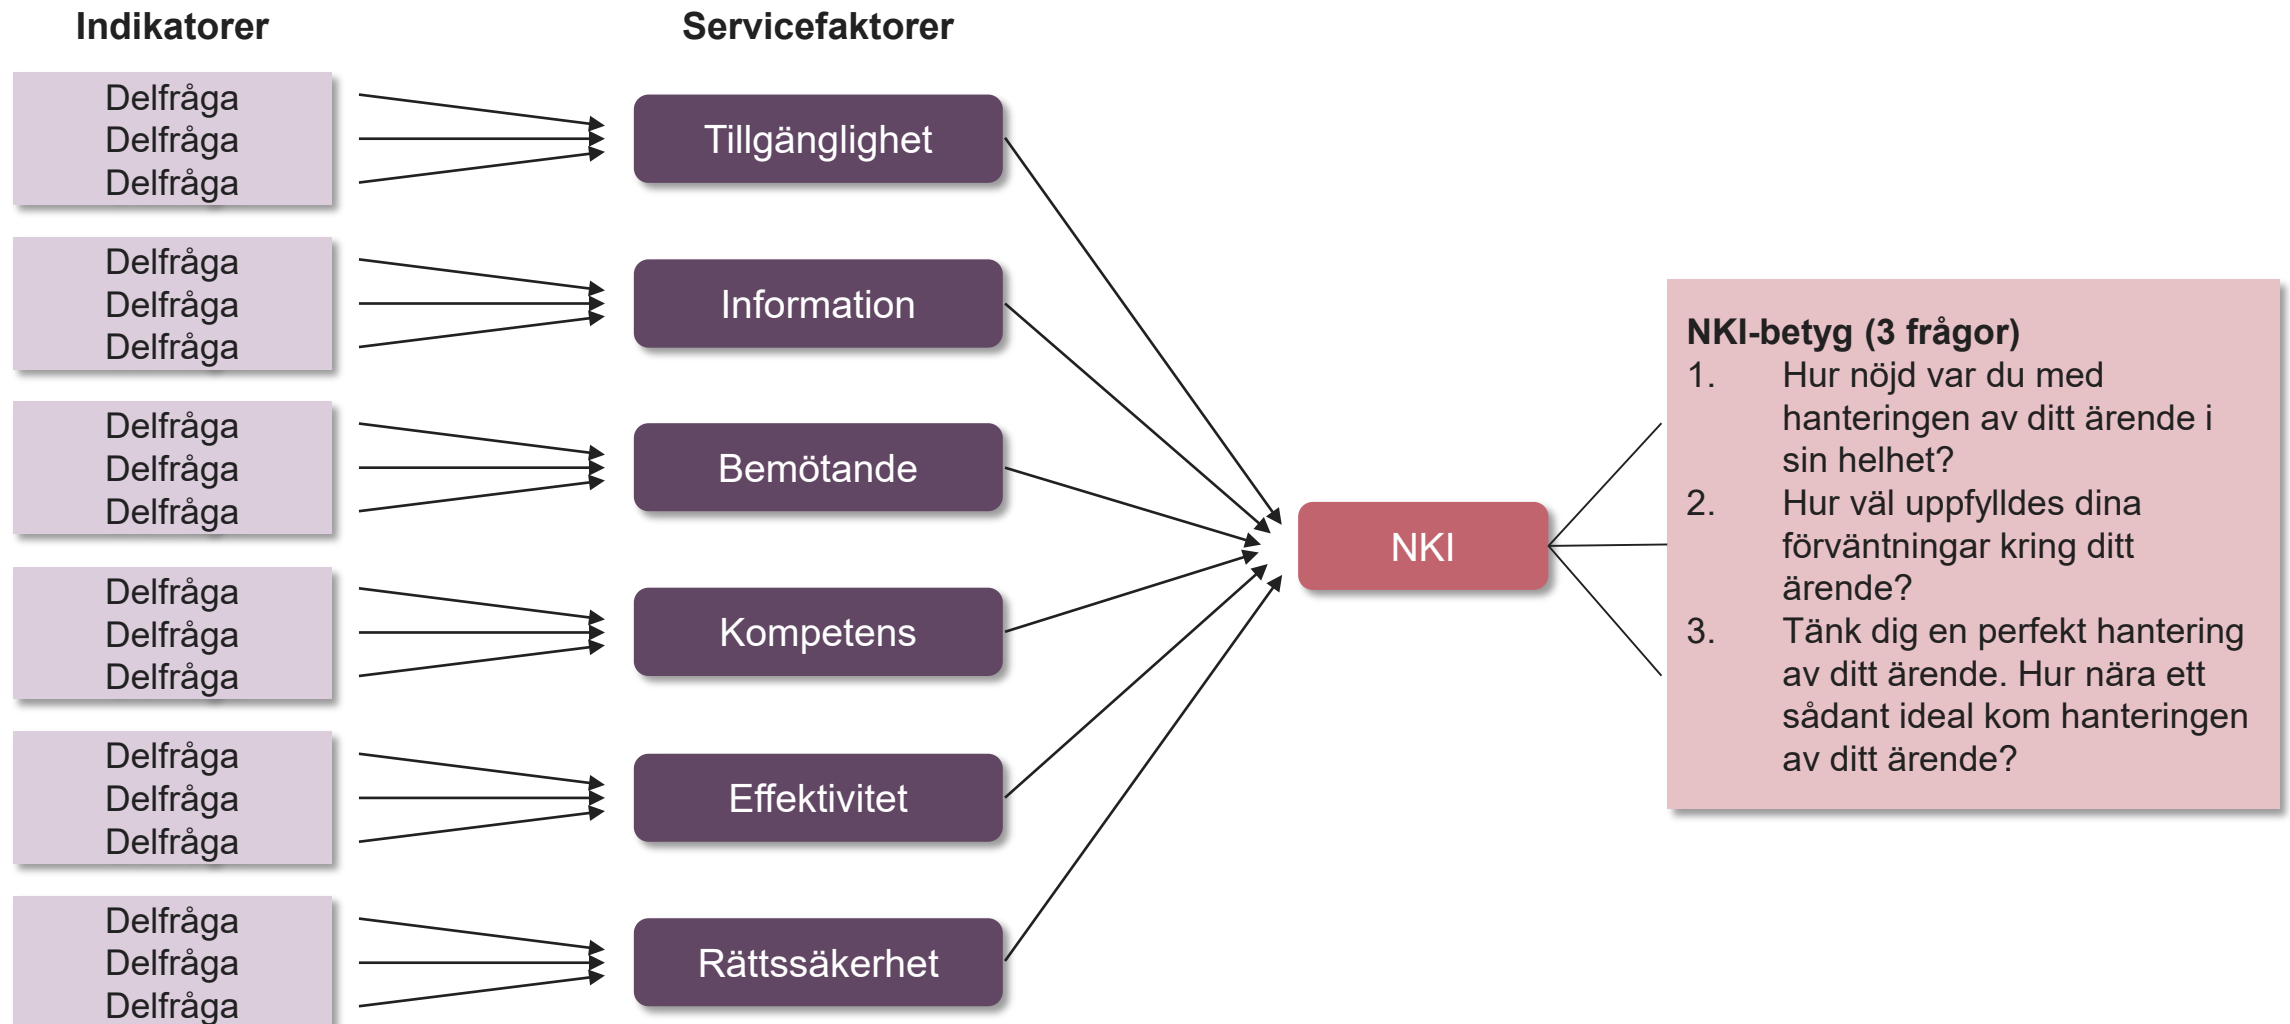 Indikatorer
Servicefaktorer
Delfråga
Delfråga
Delfråga
Tillgänglighet
Delfråga
Delfråga
Delfråga
Information
Delfråga
Delfråga
Delfråga
Bemötande
Delfråga
Delfråga
Delfråga
Kompetens
Delfråga
Delfråga
Delfråga
Effektivitet
Delfråga
Delfråga
Delfråga
Rättssäkerhet
NKI
NKI-betyg (3 frågor)
1. Hur nöjd var du med
hanteringen av ditt ärende i
sin helhet?
2. Hur väl uppfylldes dina
förväntningar kring ditt
ärende?
3. Tänk dig en perfekt hantering
av ditt ärende. Hur nära ett
sådant ideal kom hanteringen
av ditt ärende?